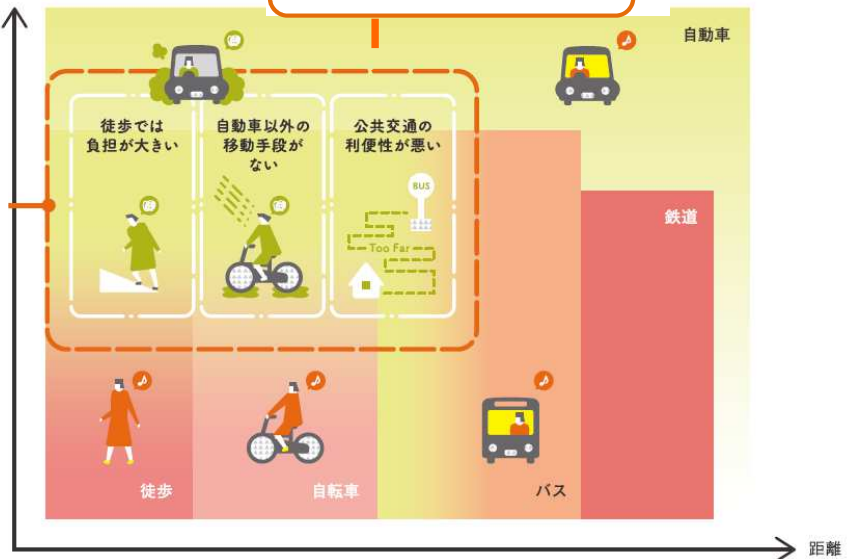 自動車
徒歩では
負担が大きい
自動車以外の
移動手段が
ない
公共交通の
利便性が悪い
BUS
Too Far
鉄道
徒歩
自転車
バス
距離